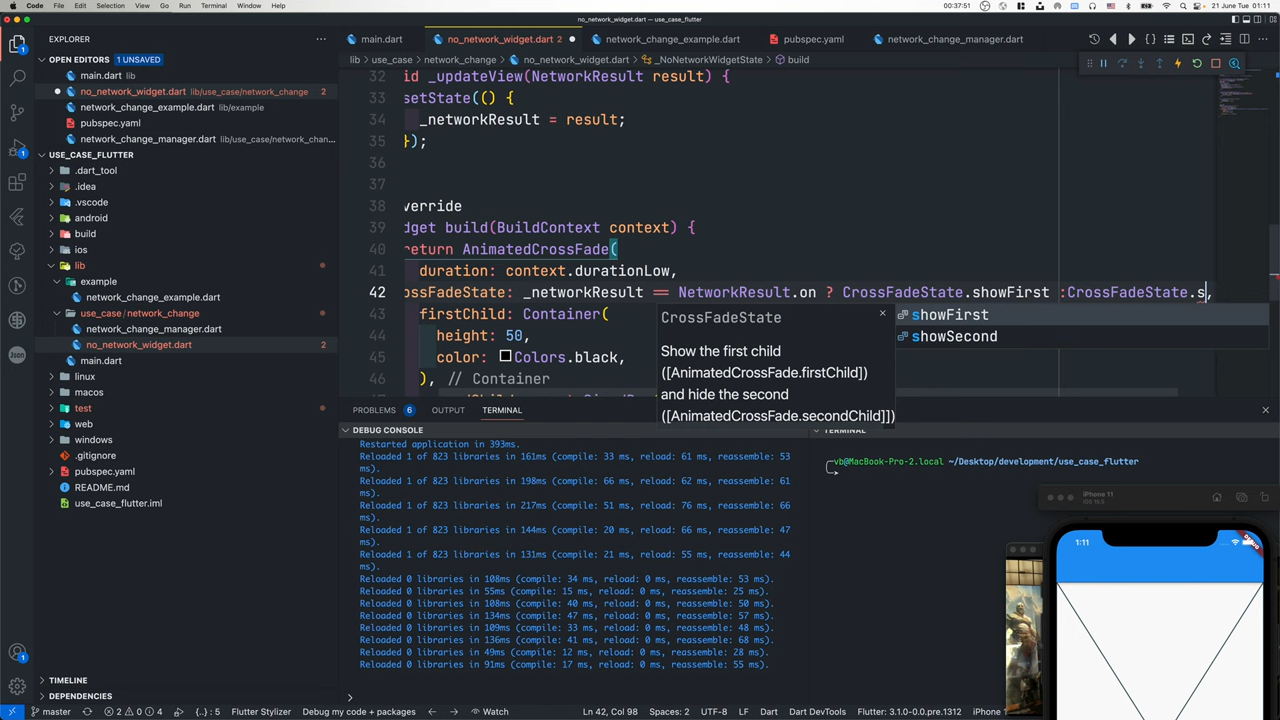 Code File Edit Selection View Go Run Terminal Window Help
00:37:51
21 June Tue 01:11
no_network_widget.dart — use_case_flutter
EXPLORER
main.dart
no_network_widget.dart 2
network_change_example.dart
pubspec.yaml
network_change_manager.dart
OPEN EDITORS 1 UNSAVED
main.dart lib
no_network_widget.dart lib/use_case/network_change 2
network_change_example.dart lib/example
pubspec.yaml
network_change_manager.dart lib/use_case/network_chan...
USE_CASE_FLUTTER
.dart_tool
.idea
.vscode
android
build
ios
lib
example
network_change_example.dart
use_case / network_change
network_change_manager.dart
no_network_widget.dart 2
main.dart
linux
macos
test
web
windows
.gitignore
pubspec.yaml
README.md
use_case_flutter.iml
TIMELINE
DEPENDENCIES
lib > use_case > network_change > no_network_widget.dart > _NoNetworkWidgetState > build
32 id _updateView(NetworkResult result) {
33 setState(() {
34 _networkResult = result;
35 });
36
37
38 verride
39 dget build(BuildContext context) {
40 return AnimatedCrossFade(
41 duration: context.durationLow,
42 ossFadeState: _networkResult == NetworkResult.on ? CrossFadeState.showFirst :CrossFadeState.s,
43 firstChild: Container(
44 height: 50,
45 color: Colors.black,
46 ), // Container
CrossFadeState
Show the first child
([AnimatedCrossFade.firstChild])
and hide the second
([AnimatedCrossFade.secondChild]])
showFirst
showSecond
PROBLEMS 6 OUTPUT TERMINAL
DEBUG CONSOLE
Restarted application in 393ms.
Reloaded 1 of 823 libraries in 161ms (compile: 33 ms, reload: 61 ms, reassemble: 53
ms).
Reloaded 1 of 823 libraries in 198ms (compile: 66 ms, reload: 62 ms, reassemble: 61
ms).
Reloaded 1 of 823 libraries in 217ms (compile: 51 ms, reload: 76 ms, reassemble: 66
ms).
Reloaded 1 of 823 libraries in 144ms (compile: 20 ms, reload: 66 ms, reassemble: 47
ms).
Reloaded 1 of 823 libraries in 131ms (compile: 21 ms, reload: 55 ms, reassemble: 44
ms).
Reloaded 0 libraries in 108ms (compile: 34 ms, reload: 0 ms, reassemble: 53 ms).
Reloaded 0 libraries in 55ms (compile: 15 ms, reload: 0 ms, reassemble: 25 ms).
Reloaded 0 libraries in 108ms (compile: 40 ms, reload: 0 ms, reassemble: 50 ms).
Reloaded 0 libraries in 134ms (compile: 47 ms, reload: 0 ms, reassemble: 57 ms).
Reloaded 0 libraries in 109ms (compile: 33 ms, reload: 0 ms, reassemble: 48 ms).
Reloaded 0 libraries in 136ms (compile: 41 ms, reload: 0 ms, reassemble: 68 ms).
Reloaded 0 libraries in 49ms (compile: 12 ms, reload: 0 ms, reassemble: 28 ms).
Reloaded 0 libraries in 91ms (compile: 17 ms, reload: 0 ms, reassemble: 55 ms).
TERMINAL
vb@MacBook-Pro-2.local ~/Desktop/development/use_case_flutter
iPhone 11
iOS 15.5
1:11
master 2 0 4 {..} : 5 Flutter Stylizer Debug my code + packages Watch Ln 42, Col 98 Spaces: 2 UTF-8 LF Dart Dart DevTools Flutter: 3.1.0-0.0.pre.1312 iPhone 1